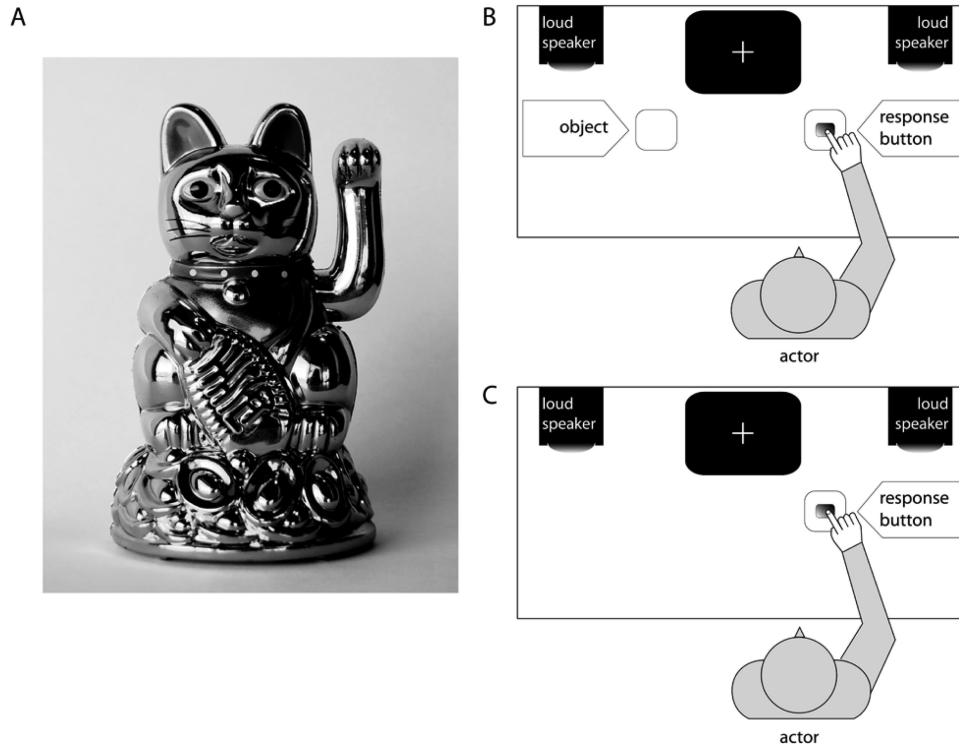 A
B
loud
speaker
loud
speaker
object
response
button
actor
C
loud
speaker
loud
speaker
response
button
actor